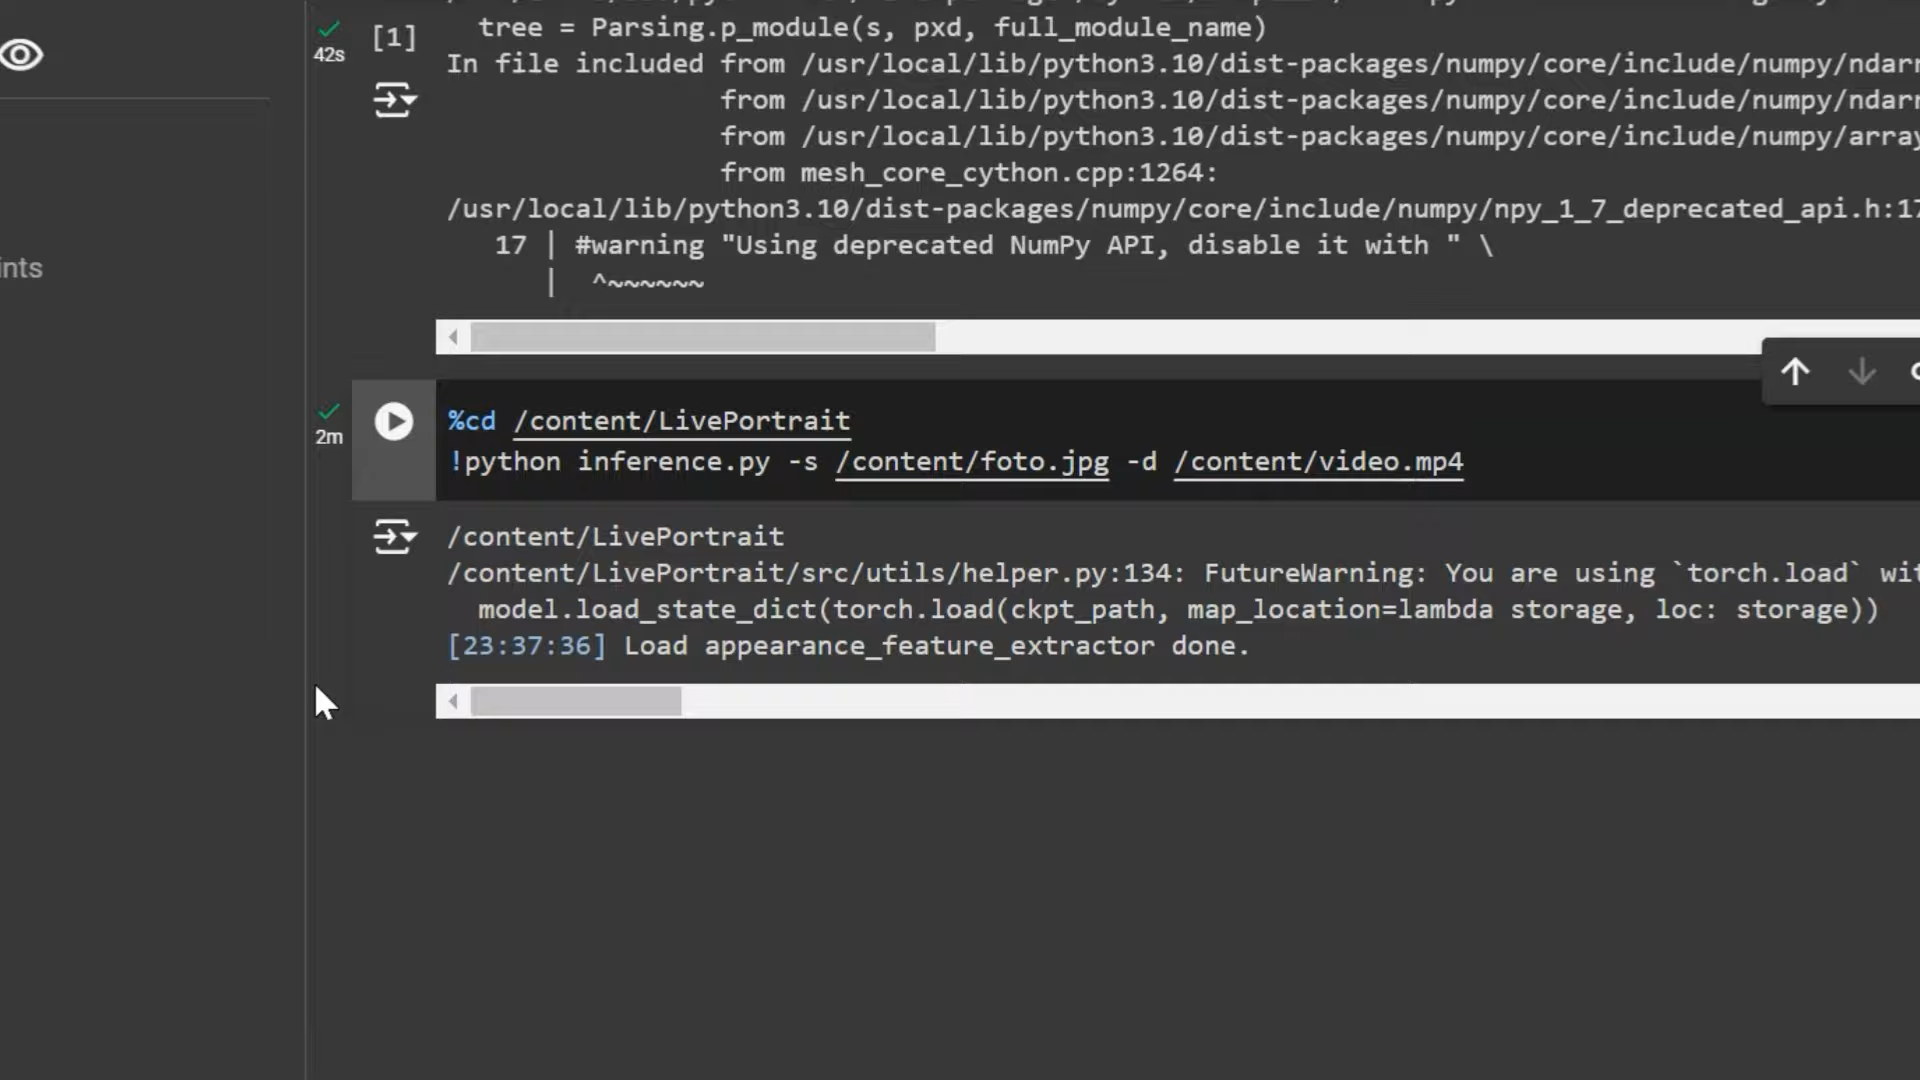 42s
[1]
tree = Parsing.p_module(s, pxd, full_module_name)
In file included from /usr/local/lib/python3.10/dist-packages/numpy/core/include/numpy/ndarr
from /usr/local/lib/python3.10/dist-packages/numpy/core/include/numpy/ndarr
from /usr/local/lib/python3.10/dist-packages/numpy/core/include/numpy/array
from mesh_core_cython.cpp:1264:
/usr/local/lib/python3.10/dist-packages/numpy/core/include/numpy/npy_1_7_deprecated_api.h:17
17 | #warning "Using deprecated NumPy API, disable it with " \
| ^~~~~~~
ints
2m
%cd /content/LivePortrait
!python inference.py -s /content/foto.jpg -d /content/video.mp4
/content/LivePortrait
/content/LivePortrait/src/utils/helper.py:134: FutureWarning: You are using `torch.load` wit
model.load_state_dict(torch.load(ckpt_path, map_location=lambda storage, loc: storage))
[23:37:36] Load appearance_feature_extractor done.